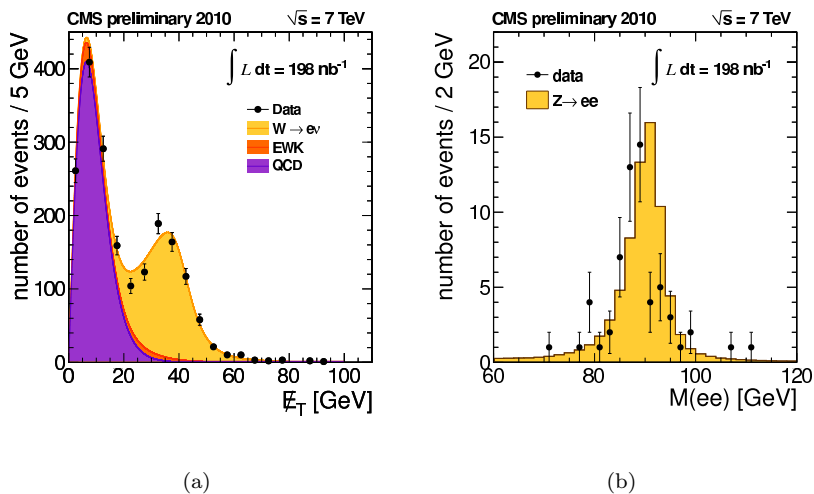 CMS preliminary 2010 √s = 7 TeV
∫ L dt = 198 nb⁻¹
number of events / 5 GeV
400
300
200
100
0
Data
W → eν
EWK
QCD
0 20 40 60 80 100
E̸_T [GeV]
(a)
CMS preliminary 2010 √s = 7 TeV
∫ L dt = 198 nb⁻¹
number of events / 2 GeV
20
15
10
5
0
data
Z→ ee
60 80 100 120
M(ee) [GeV]
(b)